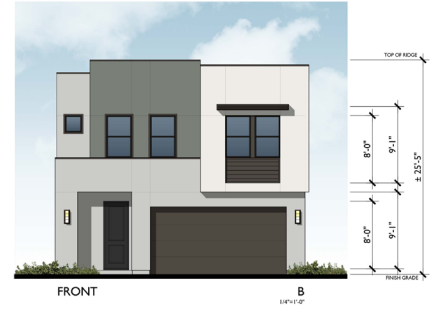 TOP OF RIDGE
8'-0"
9'-1"
± 25'-5"
8'-0"
9'-1"
FINISH GRADE
FRONT
B
1/4"=1'-0"